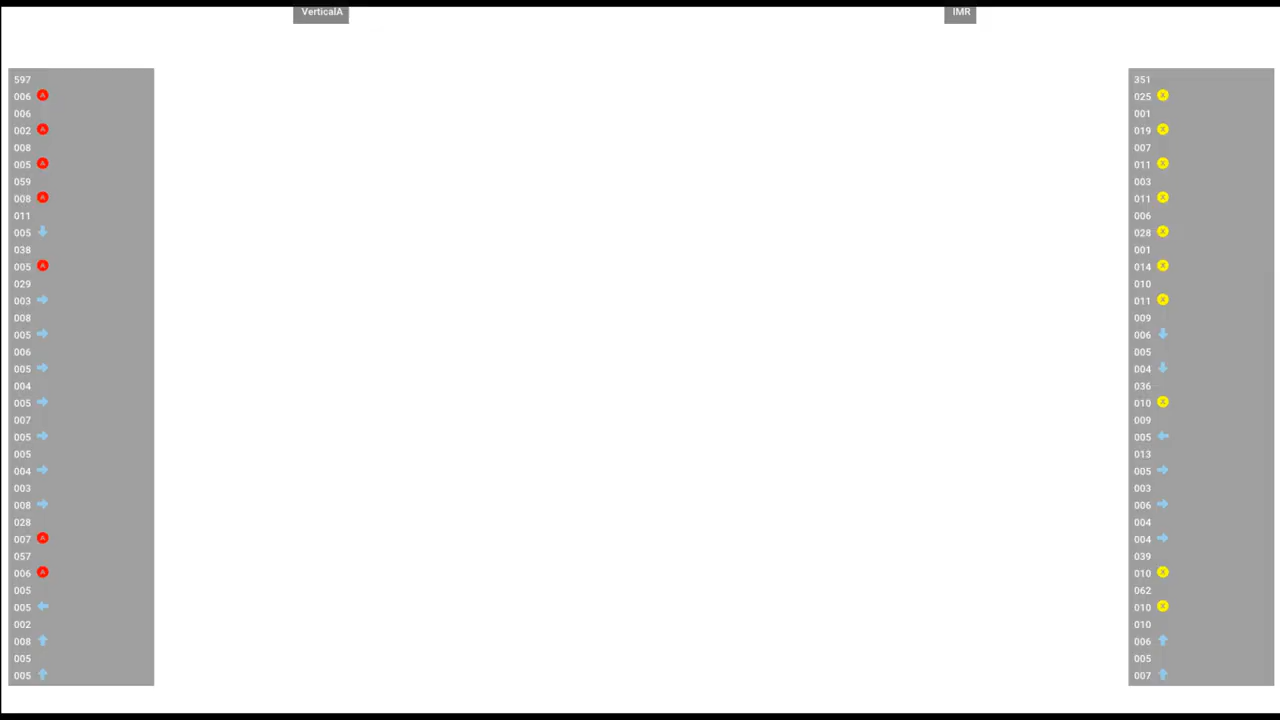 VerticalA
IMR
597
006 A
006
002 A
008
005 A
059
008 A
011
005
038
005 A
029
003
008
005
006
005
004
005
007
005
005
004
003
008
028
007 A
057
006 A
005
005
002
008
005
005
351
025 X
001
019 X
007
011 X
003
011 X
006
028 X
001
014 X
010
011 X
009
006
005
004
036
010 X
009
005
013
005
003
006
004
004
039
010 X
062
010 X
010
006
005
007